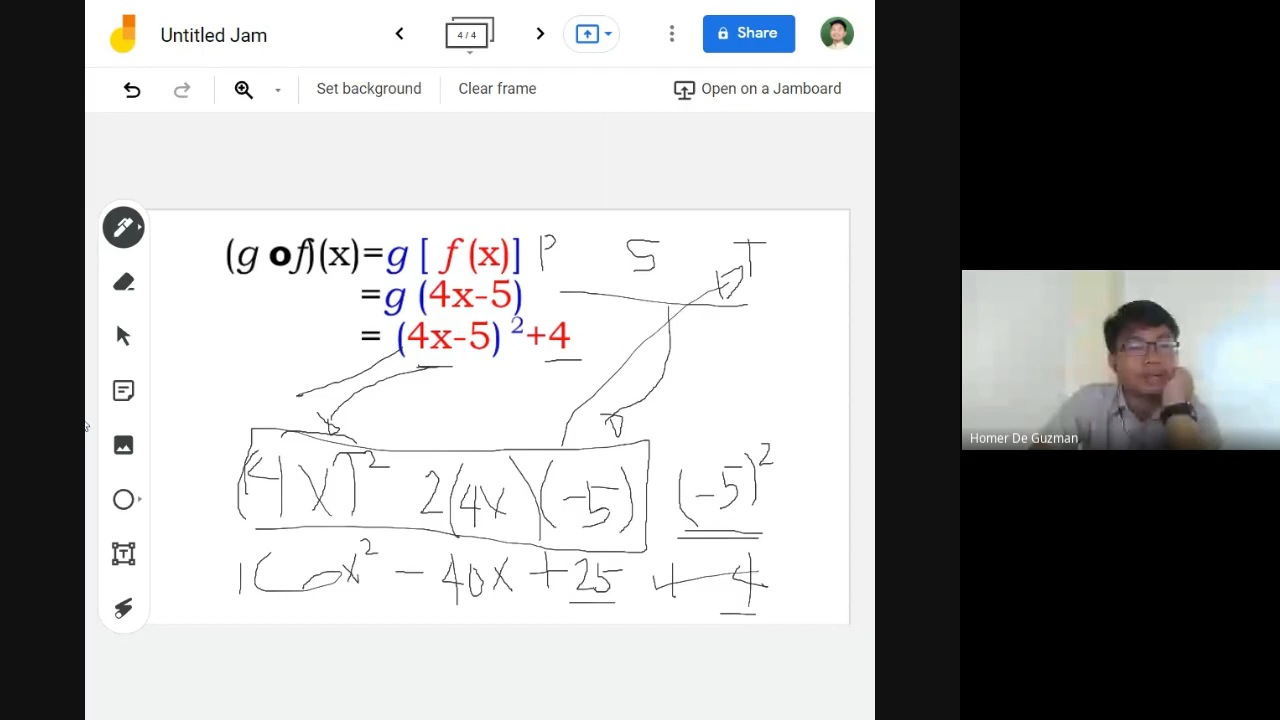 Untitled Jam
4/4
Share
Set background
Clear frame
Open on a Jamboard
(g o f)(x)=g [ f (x)] P S T
=g (4x-5)
= (4x-5)²+4
(4x)² 2(4x)(-5) (-5)²
16x² - 40x + 25 + 4
Homer De Guzman